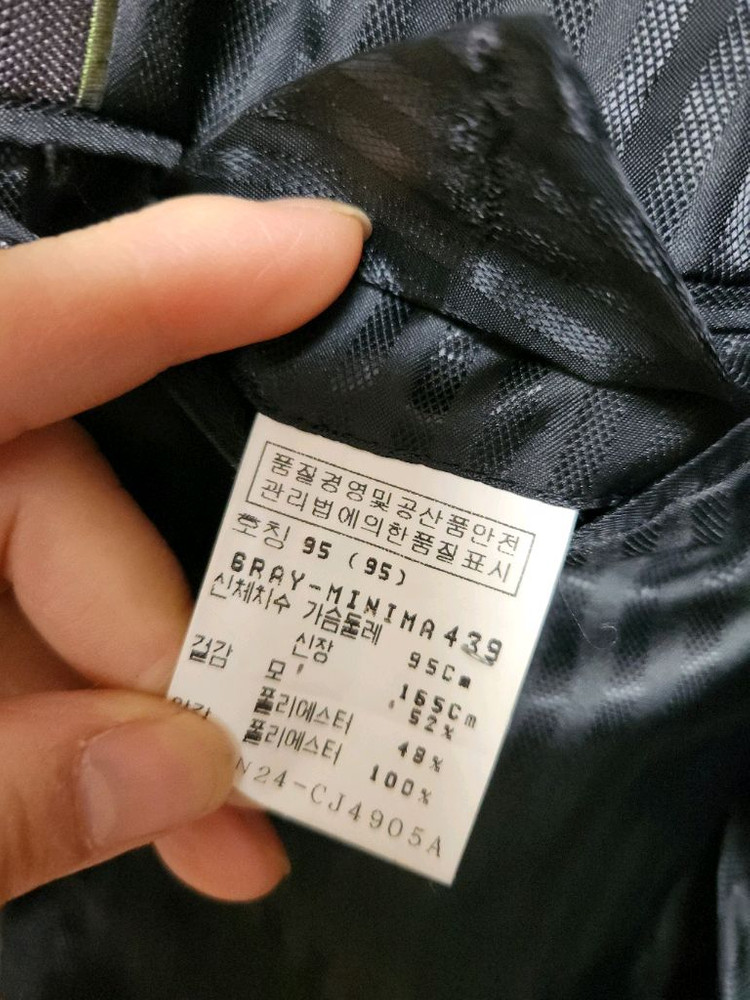 품질경영및공산품안전
관리법에의한품질표시
호칭 95 (95)
GRAY-MINIMA439
신체치수 가슴둘레 95Cm
신장 165Cm
겉감 모 52%
폴리에스터 48%
폴리에스터 100%
N24-CJ4905A